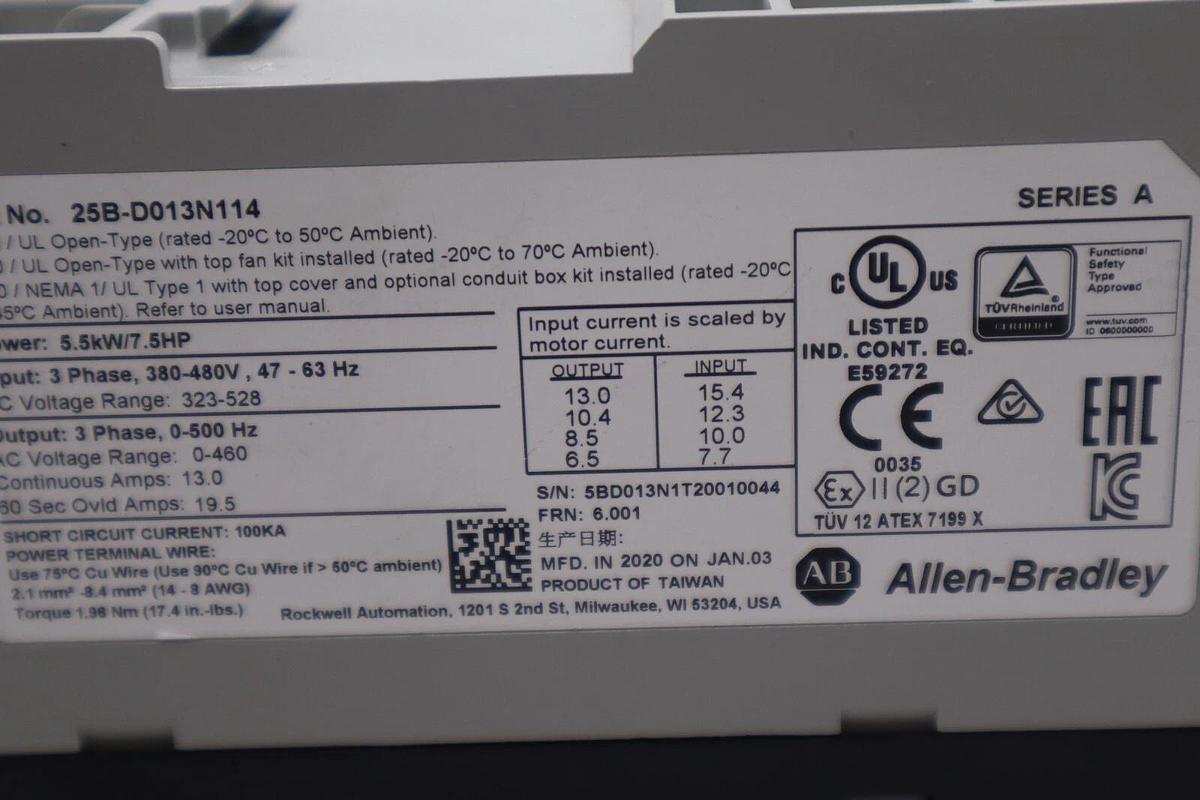 No. 25B-D013N114
SERIES A
/ UL Open-Type (rated -20ºC to 50ºC Ambient).
/ UL Open-Type with top fan kit installed (rated -20ºC to 70ºC Ambient).
/ NEMA 1/ UL Type 1 with top cover and optional conduit box kit installed (rated -20ºC
5ºC Ambient). Refer to user manual.
wer: 5.5kW/7.5HP
put: 3 Phase, 380-480V , 47 - 63 Hz
C Voltage Range: 323-528
utput: 3 Phase, 0-500 Hz
AC Voltage Range: 0-460
Continuous Amps: 13.0
60 Sec Ovld Amps: 19.5
SHORT CIRCUIT CURRENT: 100KA
POWER TERMINAL WIRE:
Use 75ºC Cu Wire (Use 90ºC Cu Wire if > 50ºC ambient)
2.1 mm² -8.4 mm² (14 - 8 AWG)
Torque 1.96 Nm (17.4 in.-lbs.)
Input current is scaled by
motor current.
OUTPUT INPUT
13.0 15.4
10.4 12.3
8.5 10.0
6.5 7.7
S/N: 5BD013N1T20010044
FRN: 6.001
生产日期:
MFD. IN 2020 ON JAN.03
PRODUCT OF TAIWAN
Rockwell Automation, 1201 S 2nd St, Milwaukee, WI 53204, USA
C UL US
LISTED
IND. CONT. EQ.
E59272
TÜVRheinland ®
CERTIFIED
Functional
Safety
Type
Approved
www.tuv.com
ID 0600000000
CE
0035
EAC
Ex II (2) GD
KC
TÜV 12 ATEX 7199 X
AB Allen-Bradley